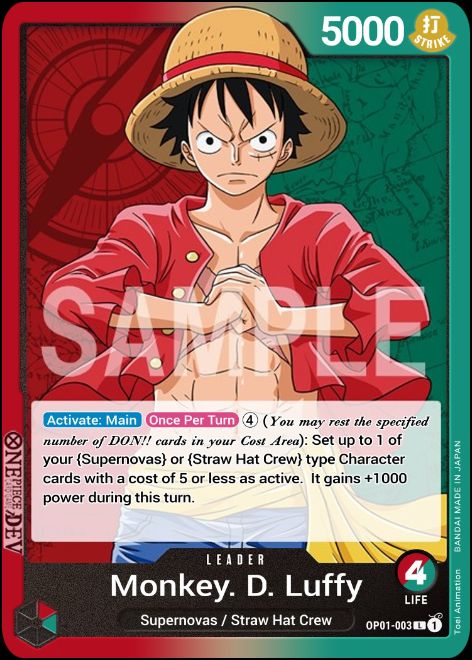 5000
打
STRIKE
SAMPLE
Activate: Main Once Per Turn ④ (You may rest the specified
number of DON!! cards in your Cost Area): Set up to 1 of
your {Supernovas} or {Straw Hat Crew} type Character
cards with a cost of 5 or less as active. It gains +1000
power during this turn.
ONE PIECE
DEV
LEADER
Monkey. D. Luffy
4
LIFE
Supernovas / Straw Hat Crew
OP01-003 L 1
Toei Animation BANDAI MADE IN JAPAN